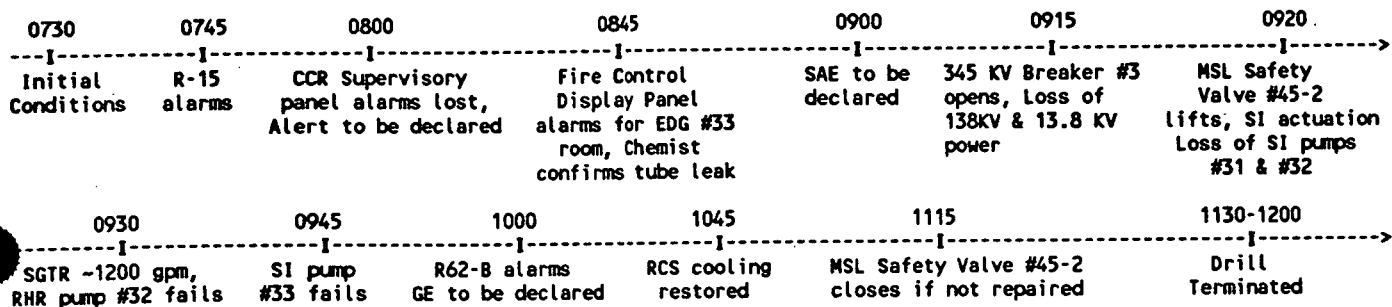 0730 0745 0800 0845 0900 0915 0920
---I-----------I------------I-------------------I------------------I---------------I------------------I------->
Initial R-15 CCR Supervisory Fire Control SAE to be 345 KV Breaker #3 MSL Safety
Conditions alarms panel alarms lost, Display Panel declared opens, Loss of Valve #45-2
Alert to be declared alarms for EDG #33 138KV & 13.8 KV lifts, SI actuation
room, Chemist power Loss of SI pumps
confirms tube leak #31 & #32
0930 0945 1000 1045 1115 1130-1200
--------I---------------I---------------I---------------I----------------I------------------------I---------->
SGTR ~1200 gpm, SI pump R62-B alarms RCS cooling MSL Safety Valve #45-2 Drill
RHR pump #32 fails #33 fails GE to be declared restored closes if not repaired Terminated